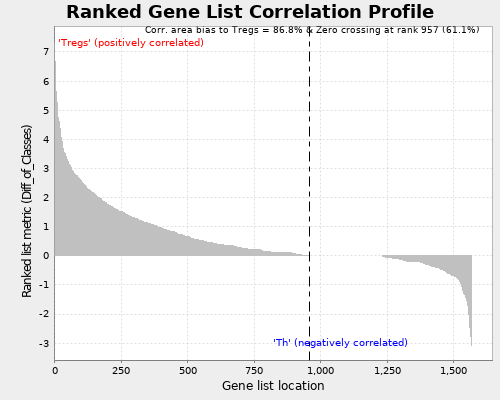 Ranked Gene List Correlation Profile
Corr. area bias to Tregs = 86.8% & Zero crossing at rank 957 (61.1%)
'Tregs' (positively correlated)
7
6
5
4
3
2
1
0
-1
-2
-3
Ranked list metric (Diff_of_Classes)
'Th' (negatively correlated)
0 250 500 750 1,000 1,250 1,500
Gene list location